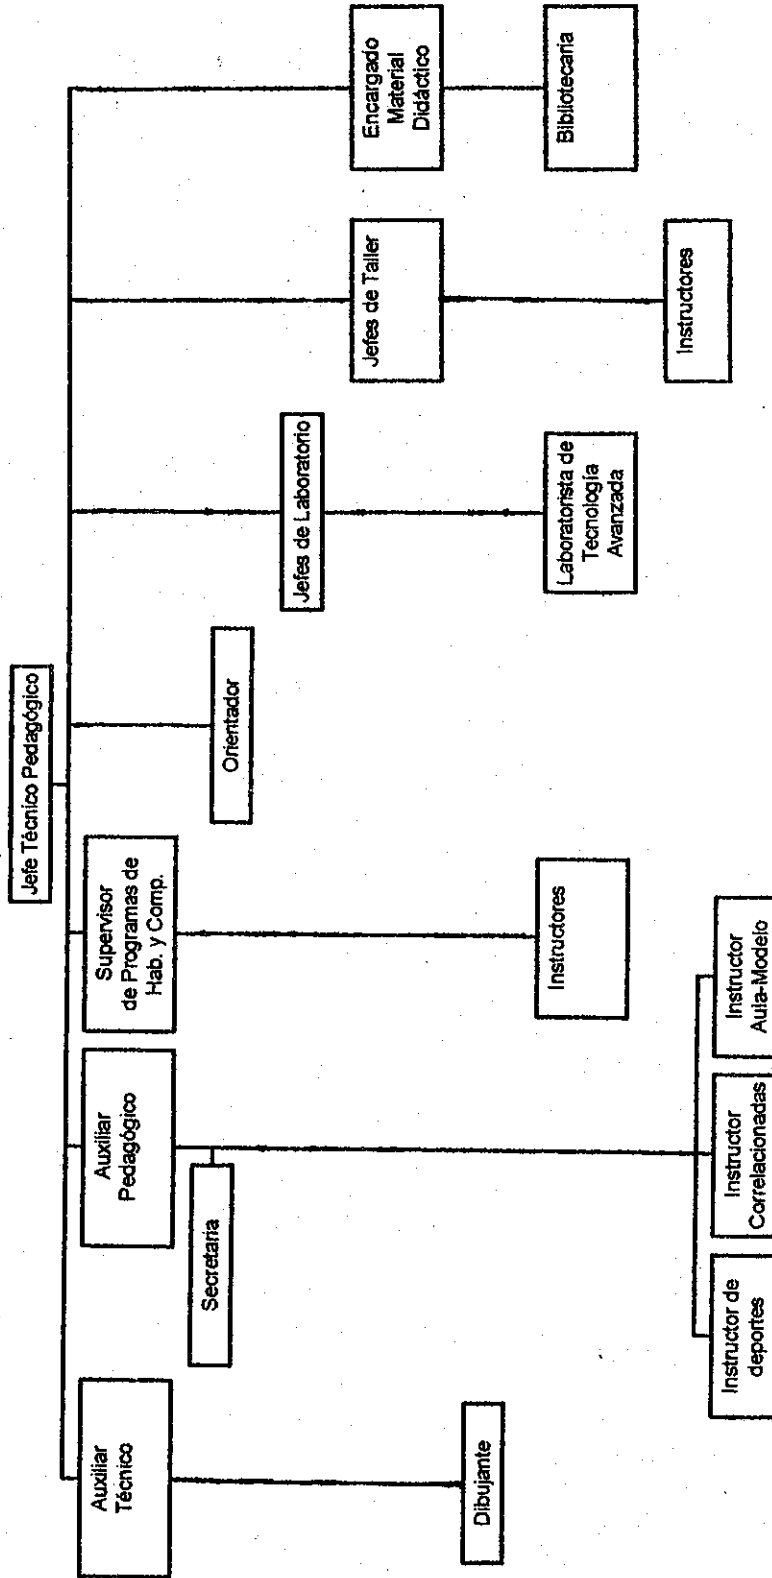 Jefe Técnico Pedagógico
Auxiliar
Técnico
Auxiliar
Pedagógico
Supervisor
de Programas de
Hab. y Comp.
Orientador
Jefes de Laboratorio
Jefes de Taller
Encargado
Material
Didáctico
Secretaria
Dibujante
Instructores
Laboratorista de
Tecnología
Avanzada
Instructores
Bibliotecaria
Instructor de
deportes
Instructor
Correlacionadas
Instructor
Aula-Modelo